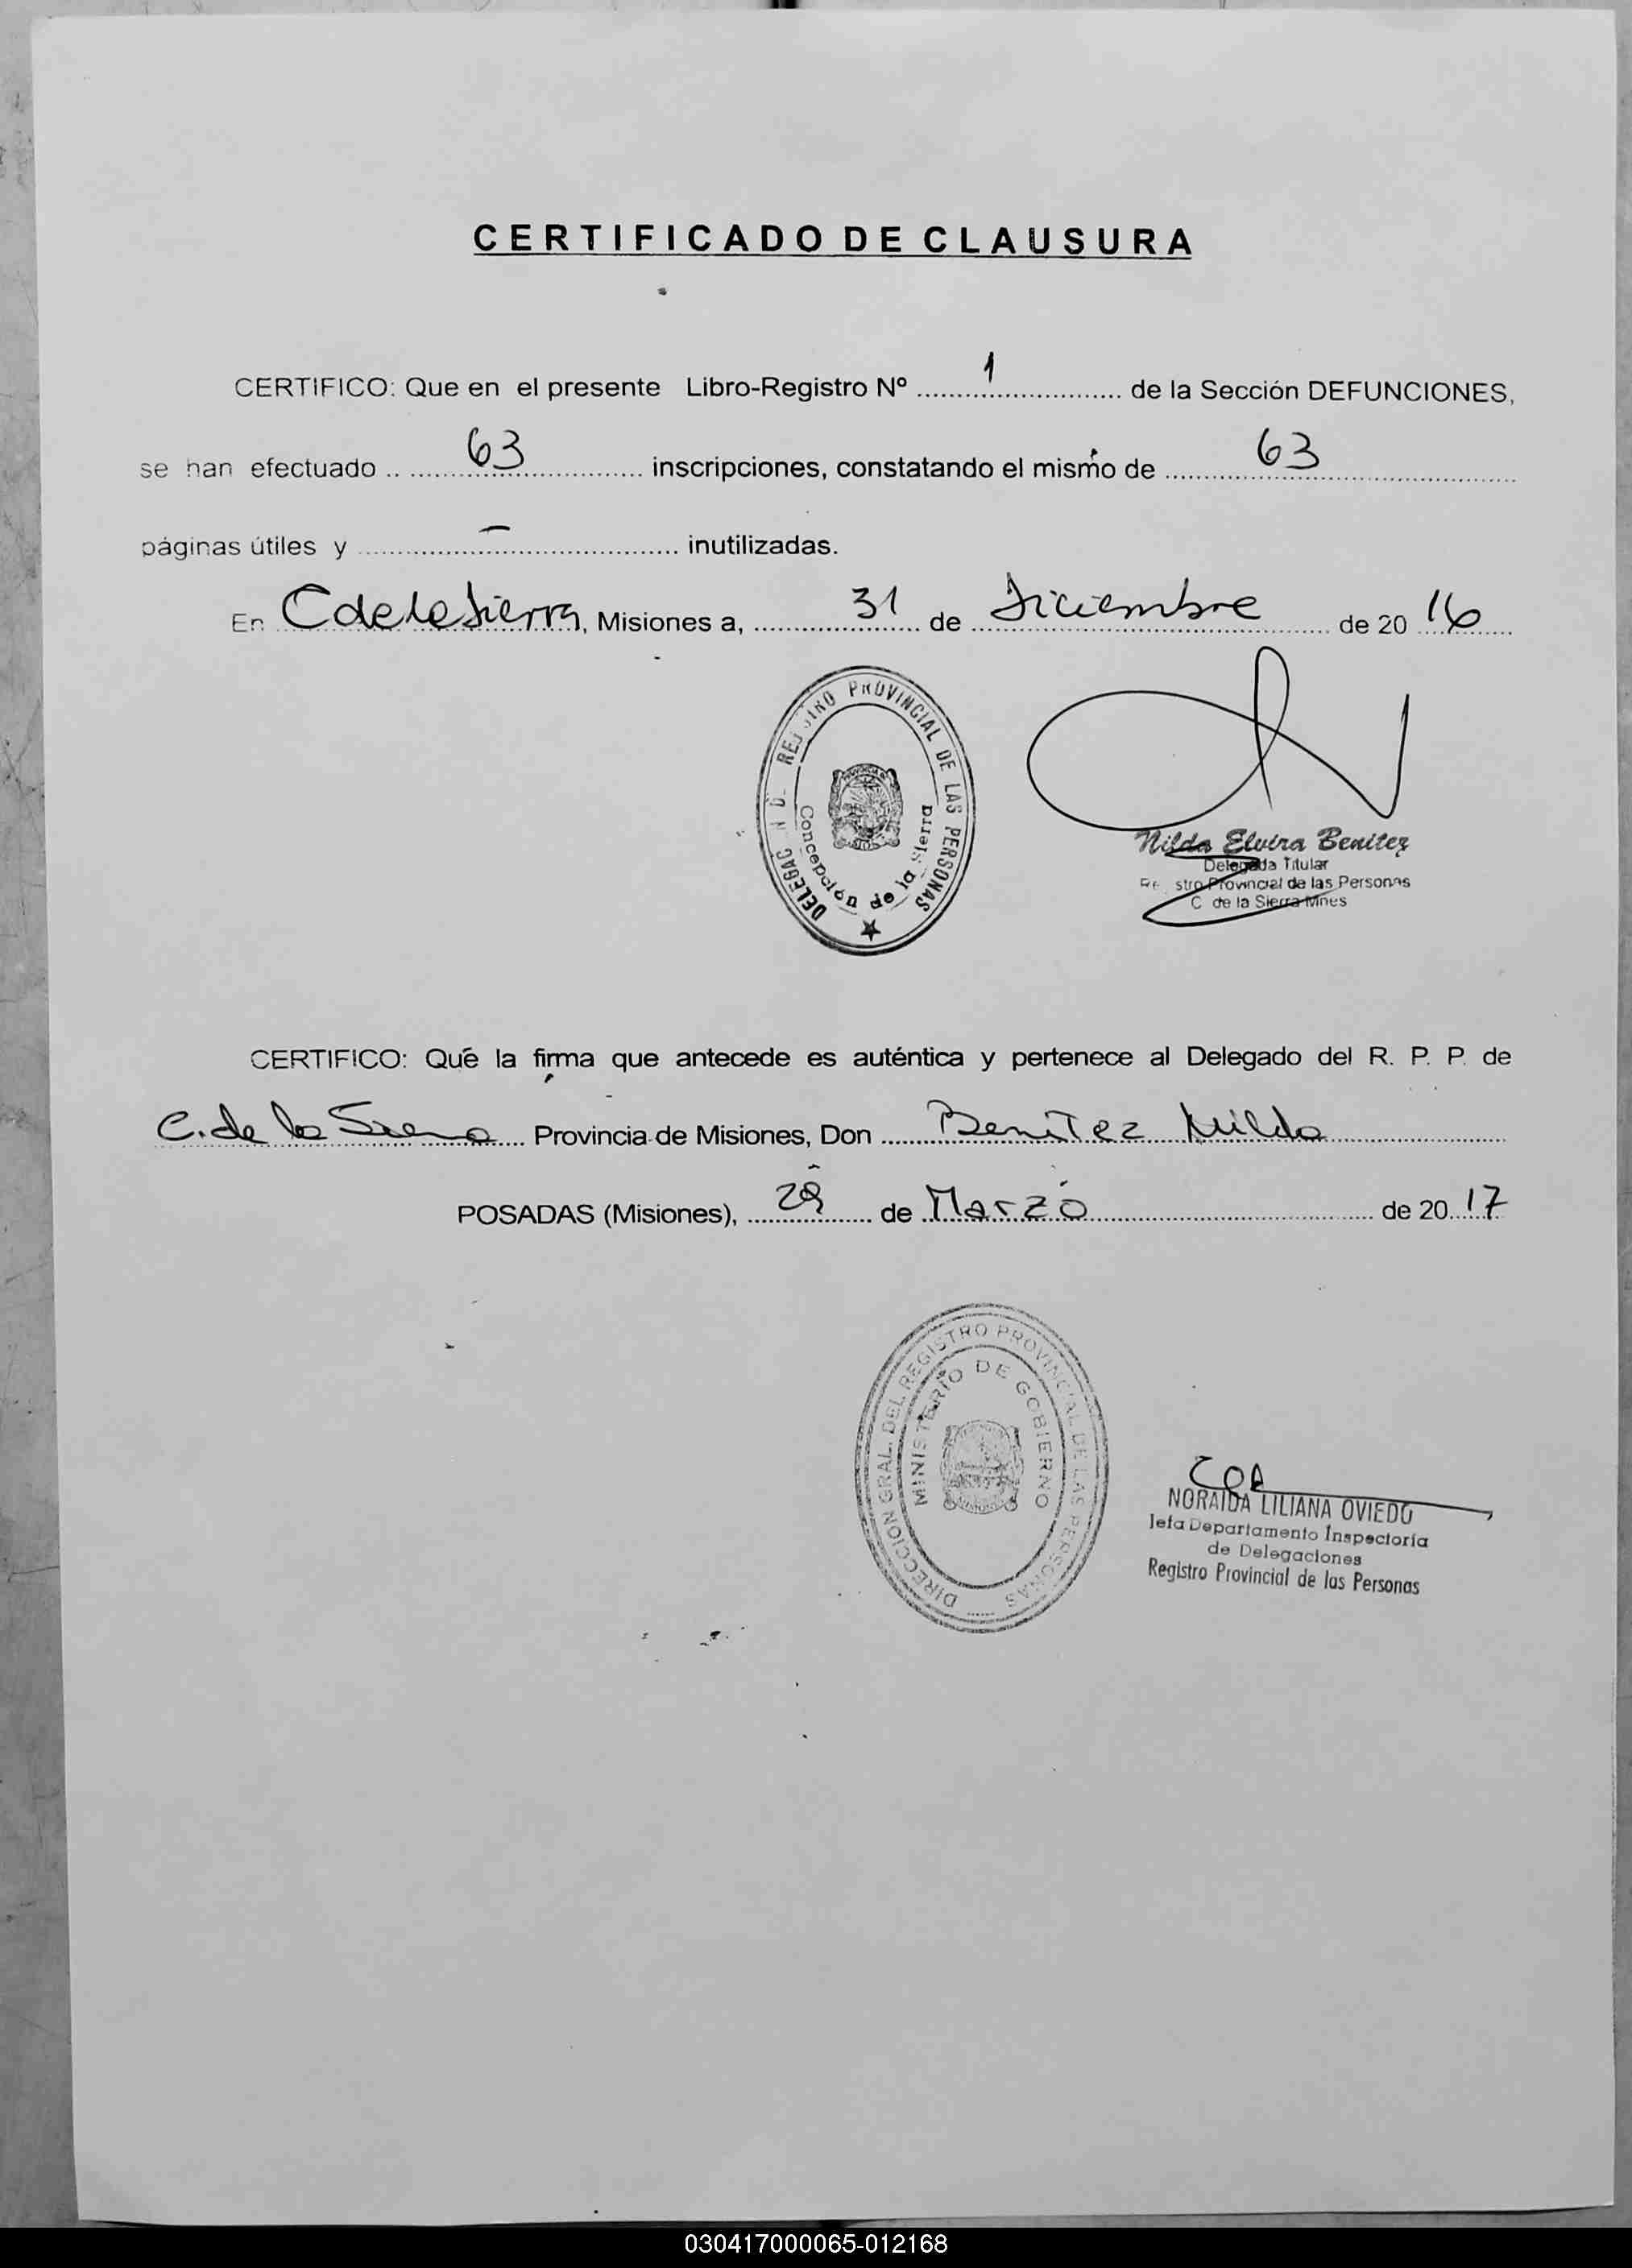 CERTIFICADO DE CLAUSURA
CERTIFICO: Que en el presente Libro-Registro Nº 1 de la Sección DEFUNCIONES,
se han efectuado 63 inscripciones, constatando el mismo de 63
páginas útiles y — inutilizadas.
En C de la Sierra, Misiones a, 31 de Diciembre de 2016
REGISTRO PROVINCIAL DE LAS PERSONAS
Concepción de la Sierra
Nilda Elvira Benitez
Delegada Titular
Provincial de las Personas
C de la Sierra Mnes
CERTIFICO: Que la firma que antecede es auténtica y pertenece al Delegado del R. P. P. de
C. de la Sierra Provincia de Misiones, Don Benitez Nilda
POSADAS (Misiones), de Marzo de 2017
DIRECCION GRAL. DEL REGISTRO PROVINCIAL DE LAS PERSONAS
MINISTERIO DE GOBIERNO
NORAIDA LILIANA OVIEDO
Jefa Departamento Inspectoría
de Delegaciones
Registro Provincial de las Personas
030417000065-012168